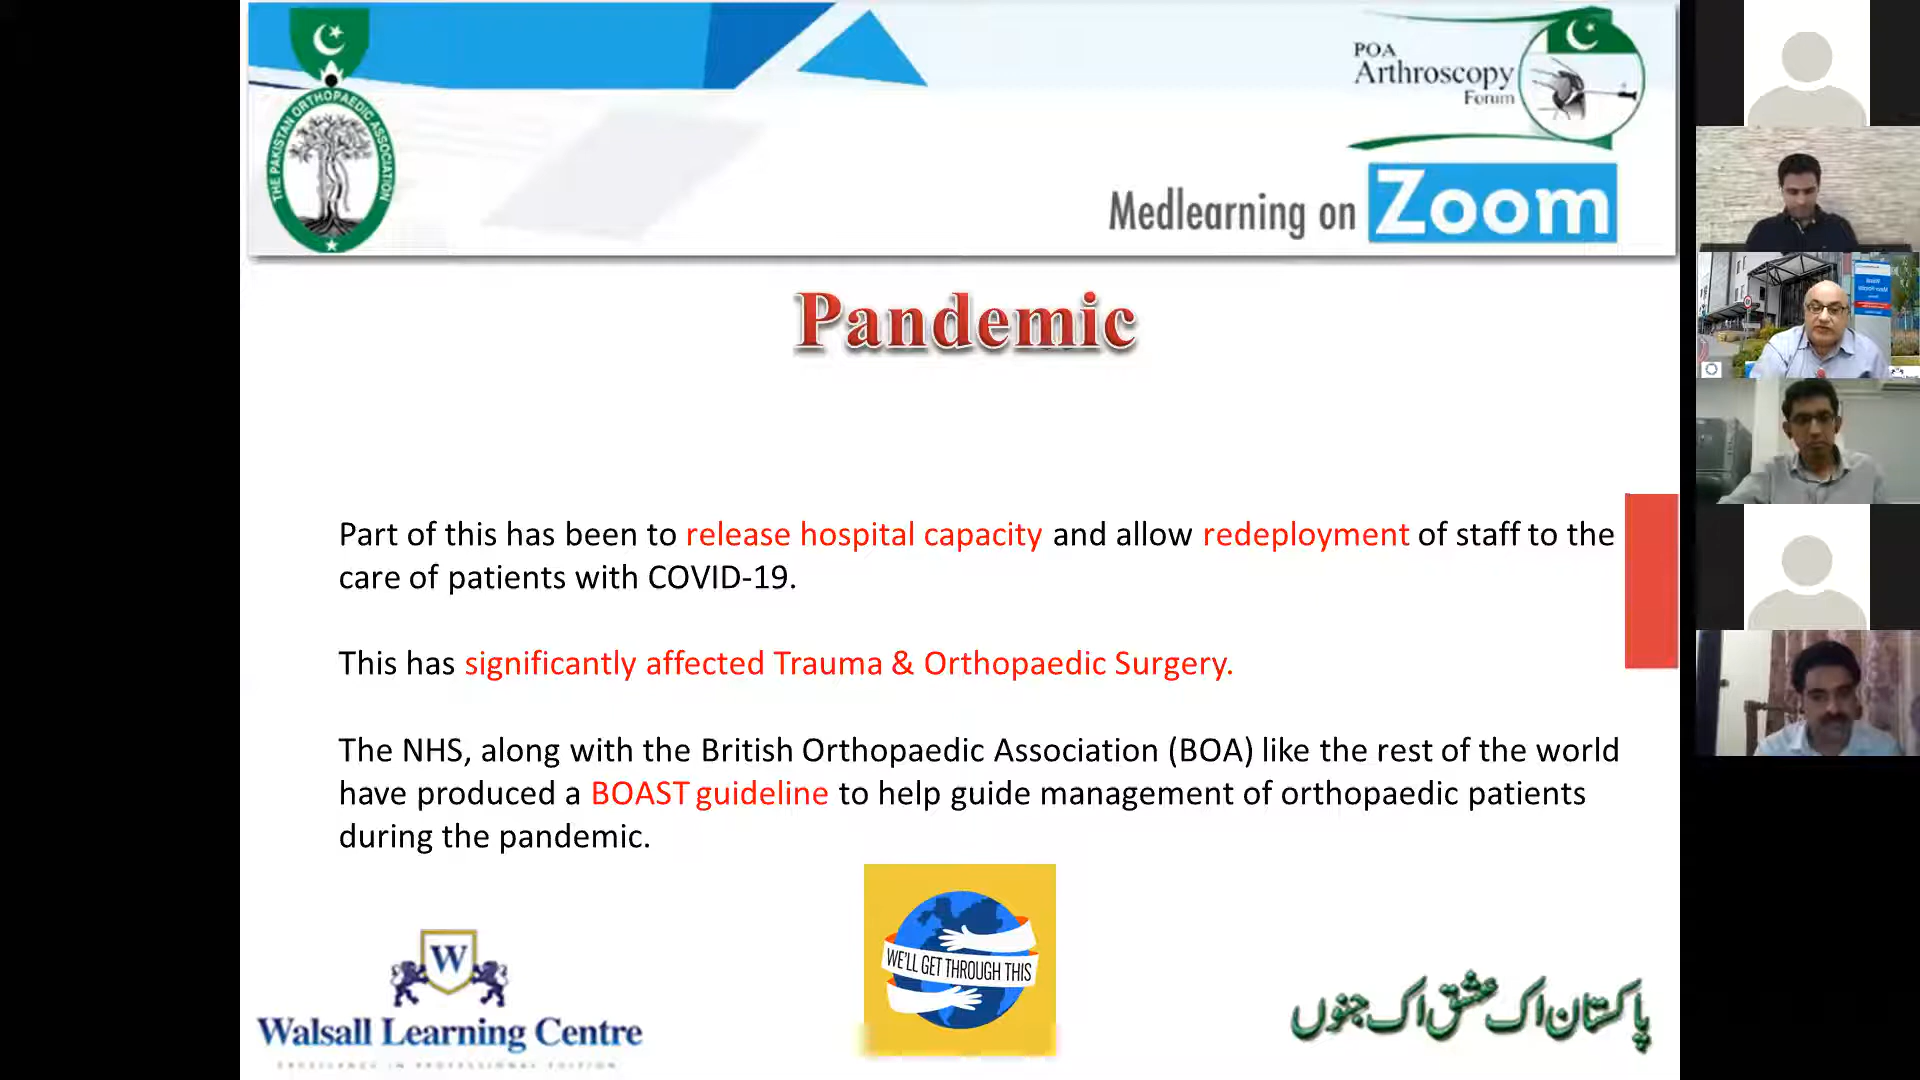 THE PAKISTAN ORTHOPAEDIC ASSOCIATION
POA
Arthroscopy
Forum
Medlearning on Zoom
Pandemic
Part of this has been to release hospital capacity and allow redeployment of staff to the
care of patients with COVID-19.
This has significantly affected Trauma & Orthopaedic Surgery.
The NHS, along with the British Orthopaedic Association (BOA) like the rest of the world
have produced a BOAST guideline to help guide management of orthopaedic patients
during the pandemic.
WE'LL GET THROUGH THIS
W
Walsall Learning Centre
EXCELLENCE IN PROFESSIONAL EDITION
پاکستان اک عشق اک جنوں